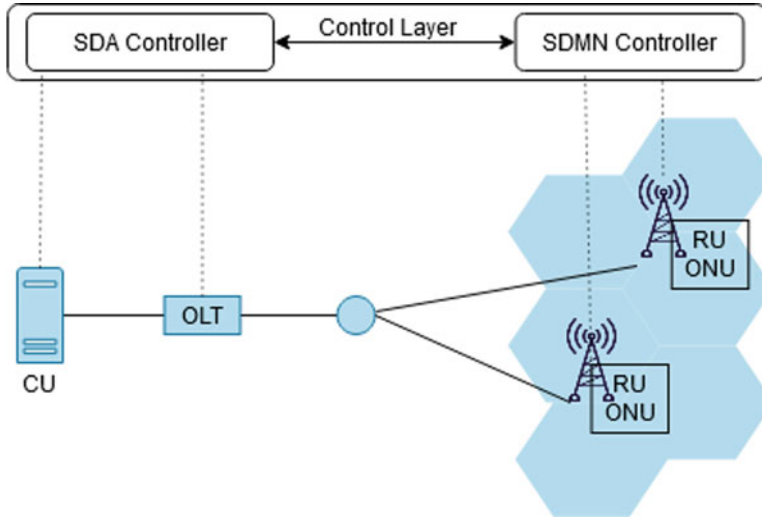 SDA Controller
Control Layer
SDMN Controller
RU
ONU
OLT
CU
RU
ONU